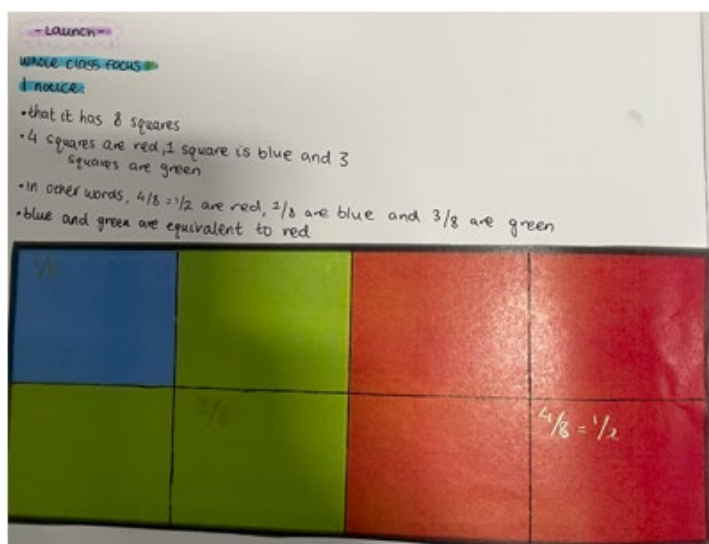 - Launch -
Whole class focus
I notice:
• that it has 8 squares
• 4 squares are red, 1 square is blue and 3
squares are green
• In other words, 4/8 = 1/2 are red, 1/8 are blue and 3/8 are green
• blue and green are equivalent to red
1/8
3/8
4/8 = 1/2